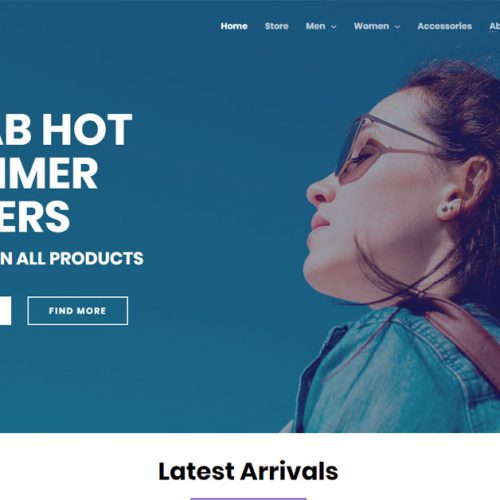 Home Store Men Women Accessories Ab
AB HOT
MMER
ERS
N ALL PRODUCTS
FIND MORE
Latest Arrivals